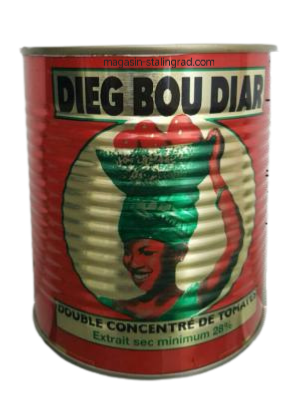 magasin-stalingrad.com
DIEG BOU DIAR
DOUBLE CONCENTRÉ DE TOMATES
Extrait sec minimum 28%